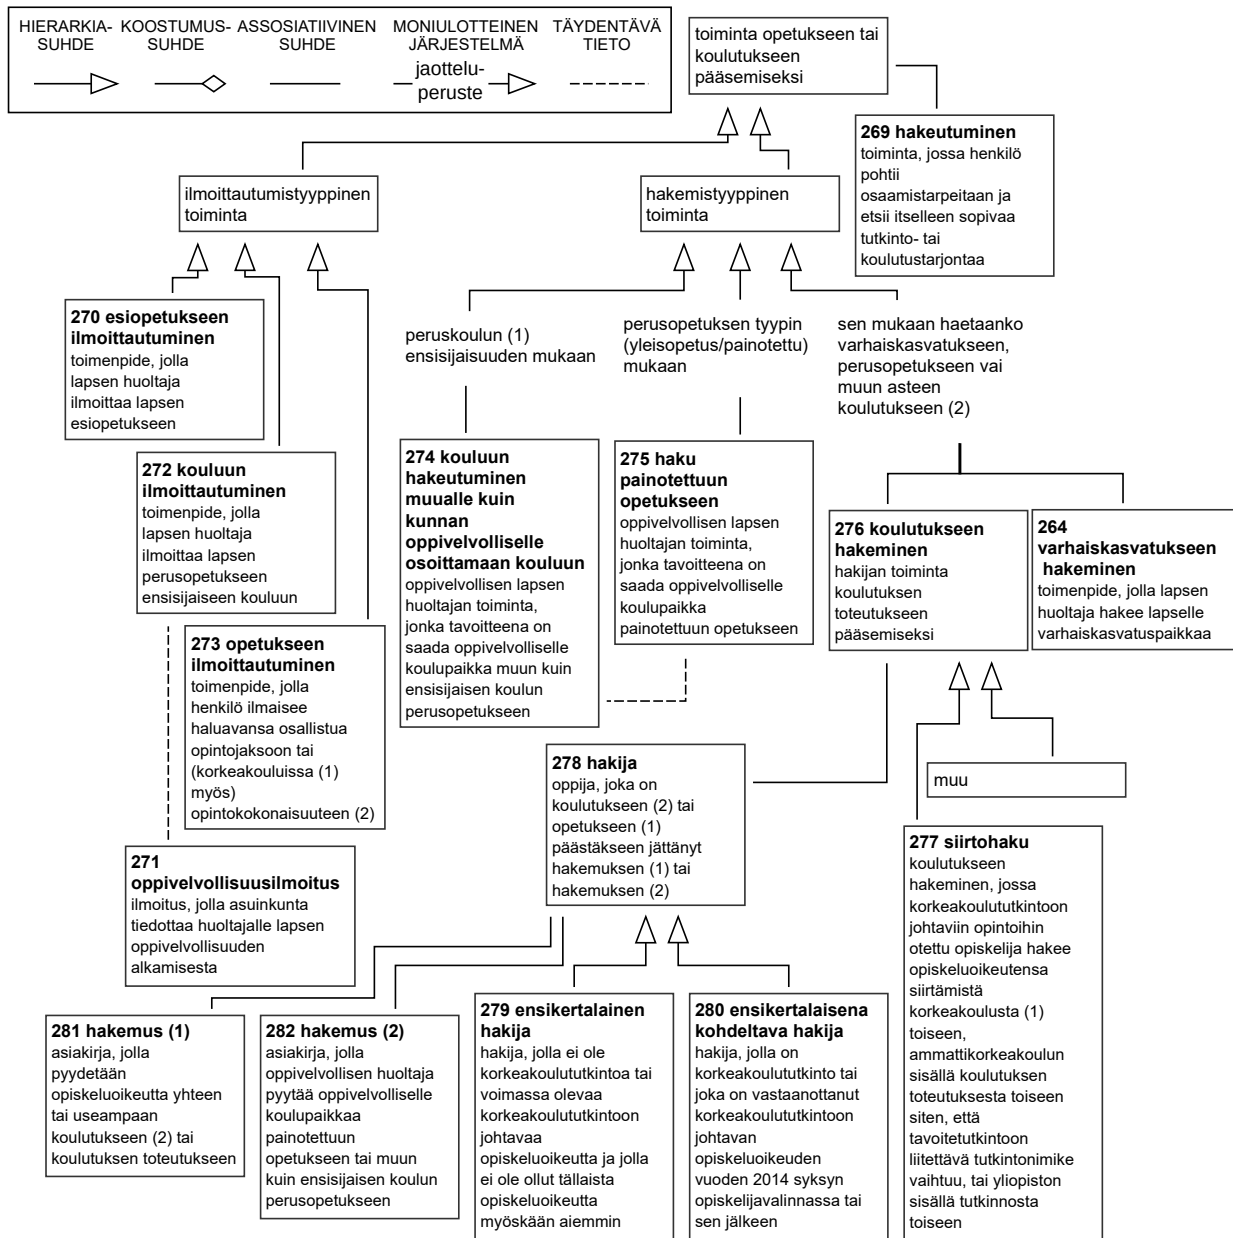 HIERARKIA-
SUHDE
KOOSTUMUS-
SUHDE
ASSOSIATIIVINEN
SUHDE
MONIULOTTEINEN
JÄRJESTELMÄ
jaottelu-
peruste
TÄYDENTÄVÄ
TIETO
toiminta opetukseen tai
koulutukseen
pääsemiseksi
269 hakeutuminen
toiminta, jossa henkilö
pohtii
osaamistarpeitaan ja
etsii itselleen sopivaa
tutkinto- tai
koulutustarjontaa
ilmoittautumistyyppinen
toiminta
hakemistyyppinen
toiminta
270 esiopetukseen
ilmoittautuminen
toimenpide, jolla
lapsen huoltaja
ilmoittaa lapsen
esiopetukseen
peruskoulun (1)
ensisijaisuuden mukaan
perusopetuksen tyypin
(yleisopetus/painotettu)
mukaan
sen mukaan haetaanko
varhaiskasvatukseen,
perusopetukseen vai
muun asteen
koulutukseen (2)
272 kouluun
ilmoittautuminen
toimenpide, jolla
lapsen huoltaja
ilmoittaa lapsen
perusopetukseen
ensisijaiseen kouluun
274 kouluun
hakeutuminen
muualle kuin
kunnan
oppivelvolliselle
osoittamaan kouluun
oppivelvollisen lapsen
huoltajan toiminta,
jonka tavoitteena on
saada oppivelvolliselle
koulupaikka muun kuin
ensisijaisen koulun
perusopetukseen
275 haku
painotettuun
opetukseen
oppivelvollisen lapsen
huoltajan toiminta,
jonka tavoitteena on
saada oppivelvolliselle
koulupaikka
painotettuun opetukseen
276 koulutukseen
hakeminen
hakijan toiminta
koulutuksen
toteutukseen
pääsemiseksi
264
varhaiskasvatukseen
hakeminen
toimenpide, jolla lapsen
huoltaja hakee lapselle
varhaiskasvatuspaikkaa
273 opetukseen
ilmoittautuminen
toimenpide, jolla
henkilö ilmaisee
haluavansa osallistua
opintojaksoon tai
(korkeakouluissa (1)
myös)
opintokokonaisuuteen (2)
278 hakija
oppija, joka on
koulutukseen (2) tai
opetukseen (1)
päästäkseen jättänyt
hakemuksen (1) tai
hakemuksen (2)
muu
277 siirtohaku
koulutukseen
hakeminen, jossa
korkeakoulututkintoon
johtaviin opintoihin
otettu opiskelija hakee
opiskeluoikeutensa
siirtämistä
korkeakoulusta (1)
toiseen,
ammattikorkeakoulun
sisällä koulutuksen
toteutuksesta toiseen
siten, että
tavoitetutkintoon
liitettävä tutkintonimike
vaihtuu, tai yliopiston
sisällä tutkinnosta
toiseen
271
oppivelvollisuusilmoitus
ilmoitus, jolla asuinkunta
tiedottaa huoltajalle lapsen
oppivelvollisuuden
alkamisesta
281 hakemus (1)
asiakirja, jolla
pyydetään
opiskeluoikeutta yhteen
tai useampaan
koulutukseen (2) tai
koulutuksen toteutukseen
282 hakemus (2)
asiakirja, jolla
oppivelvollisen huoltaja
pyytää oppivelvolliselle
koulupaikkaa
painotettuun
opetukseen tai muun
kuin ensisijaisen koulun
perusopetukseen
279 ensikertalainen
hakija
hakija, jolla ei ole
korkeakoulututkintoa tai
voimassa olevaa
korkeakoulututkintoon
johtavaa
opiskeluoikeutta ja jolla
ei ole ollut tällaista
opiskeluoikeutta
myöskään aiemmin
280 ensikertalaisena
kohdeltava hakija
hakija, jolla on
korkeakoulututkinto tai
joka on vastaanottanut
korkeakoulututkintoon
johtavan
opiskeluoikeuden
vuoden 2014 syksyn
opiskelijavalinnassa tai
sen jälkeen